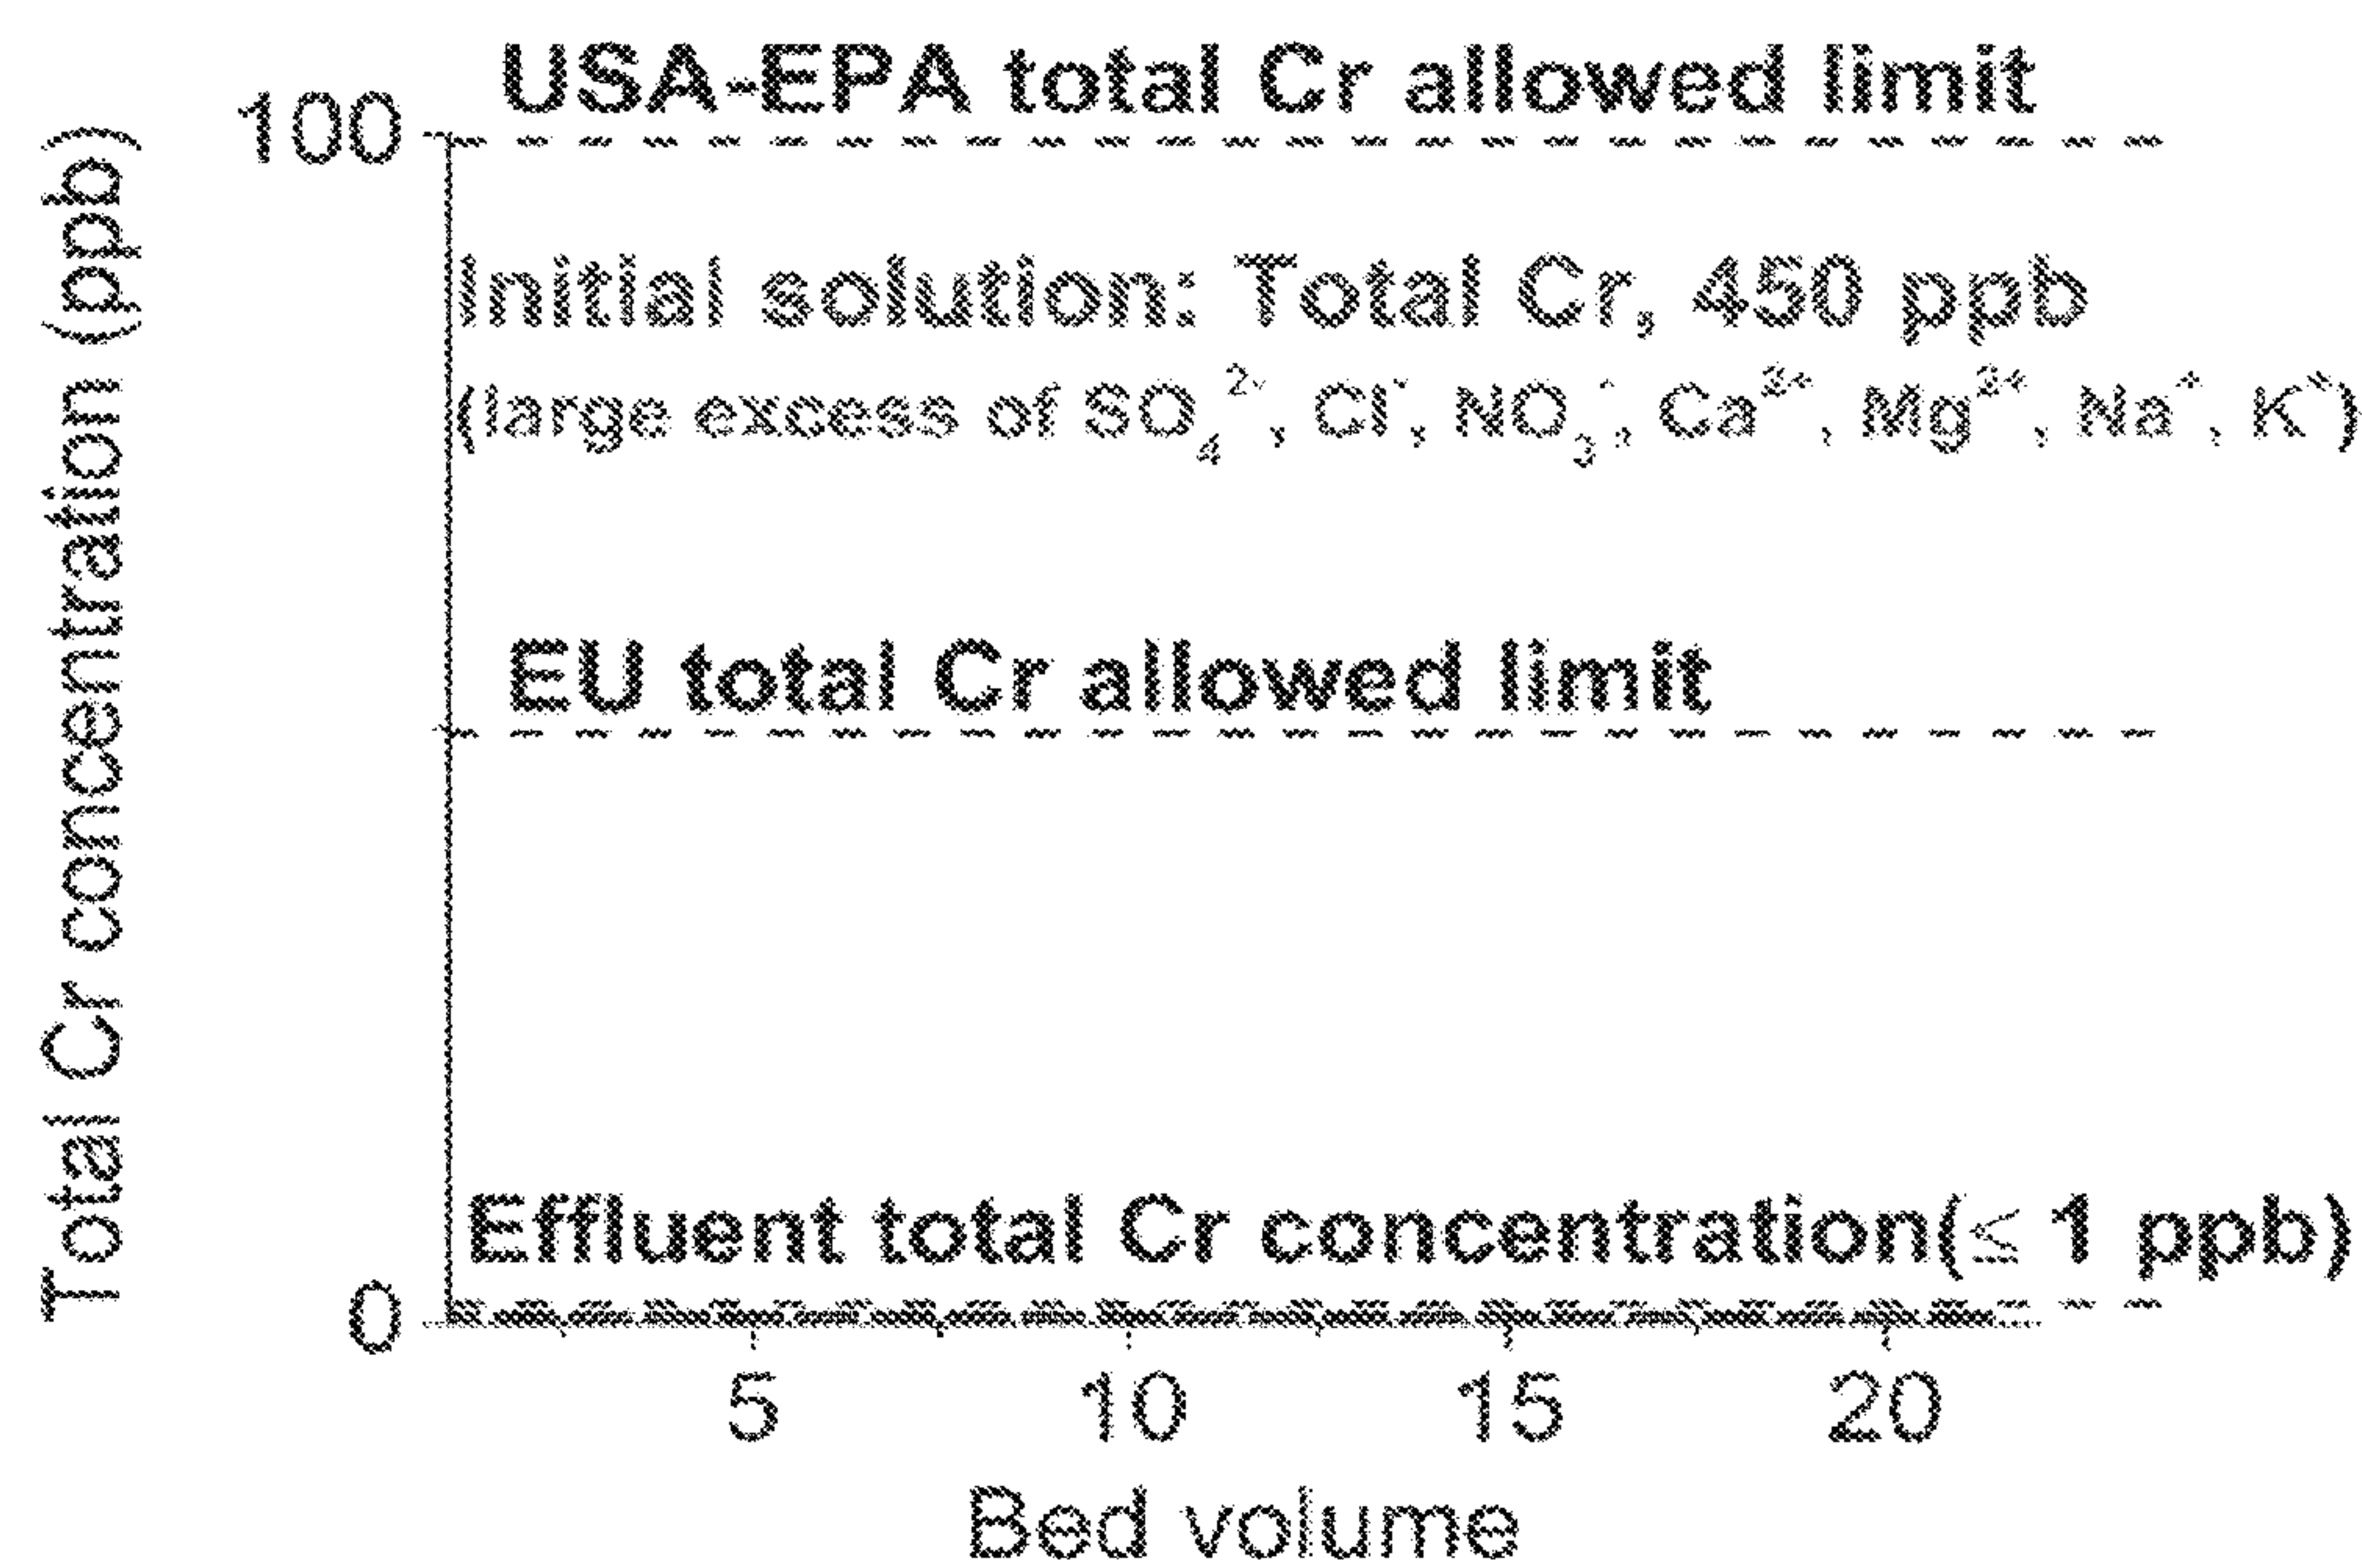 USA-EPA total Cr allowed limit
100
Initial solution: Total Cr, 450 ppb
(large excess of SO₄²⁻, Cl⁻, NO₃⁻, Ca²⁺, Mg²⁺, Na⁺, K⁺)
EU total Cr allowed limit
Effluent total Cr concentration(≤ 1 ppb)
0
5 10 15 20
Bed volume
Total Cr concentration (ppb)